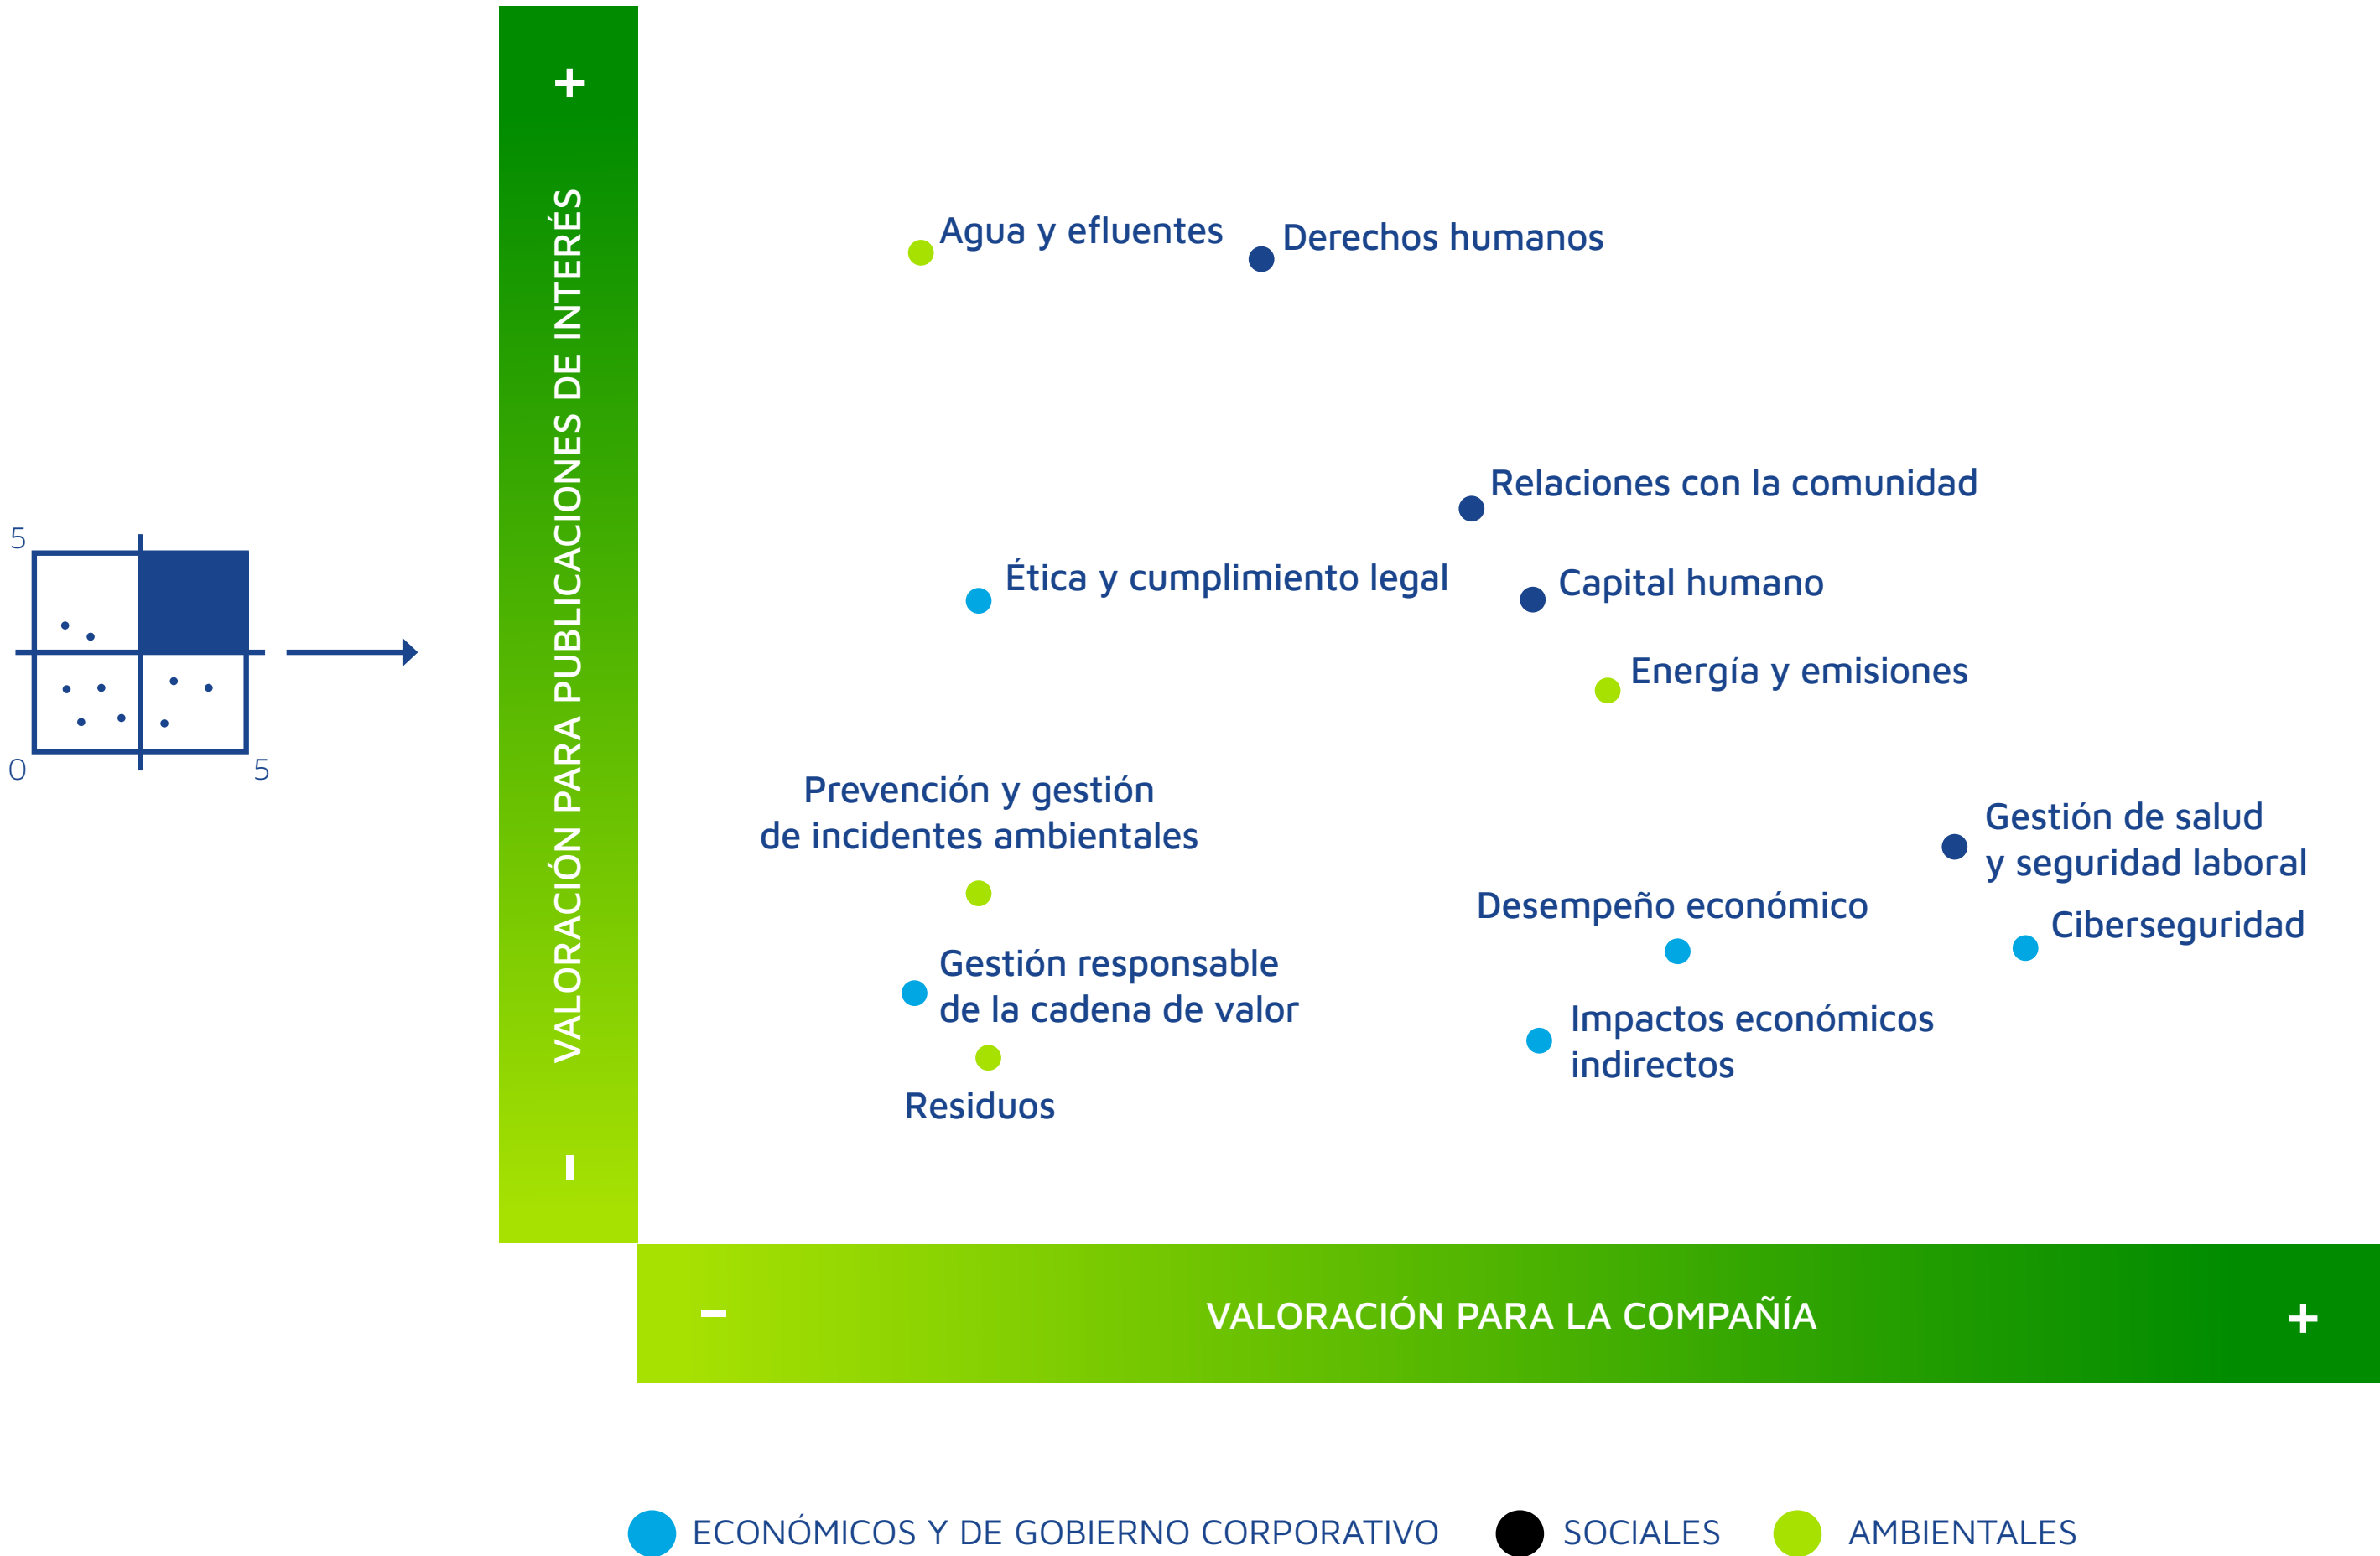 5
0
5
+
VALORACIÓN PARA PUBLICACIONES DE INTERÉS
-
Agua y efluentes
Derechos humanos
Relaciones con la comunidad
Ética y cumplimiento legal
Capital humano
Energía y emisiones
Prevención y gestión
de incidentes ambientales
Gestión de salud
y seguridad laboral
Desempeño económico
Ciberseguridad
Gestión responsable
de la cadena de valor
Impactos económicos
indirectos
Residuos
-
VALORACIÓN PARA LA COMPAÑÍA
+
ECONÓMICOS Y DE GOBIERNO CORPORATIVO
SOCIALES
AMBIENTALES